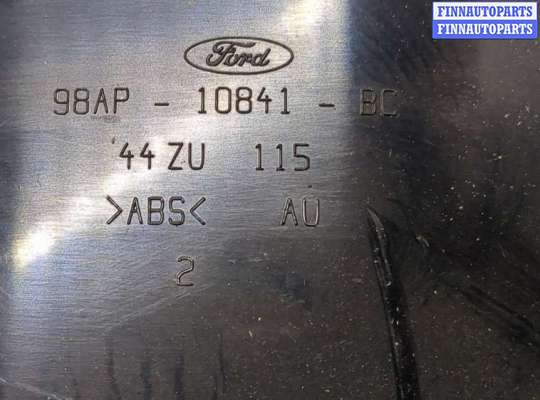 FINNAUTOPARTS
FINNAUTOPARTS
Ford
98AP - 10841 - BC
44 ZU 115
>ABS< AU
2